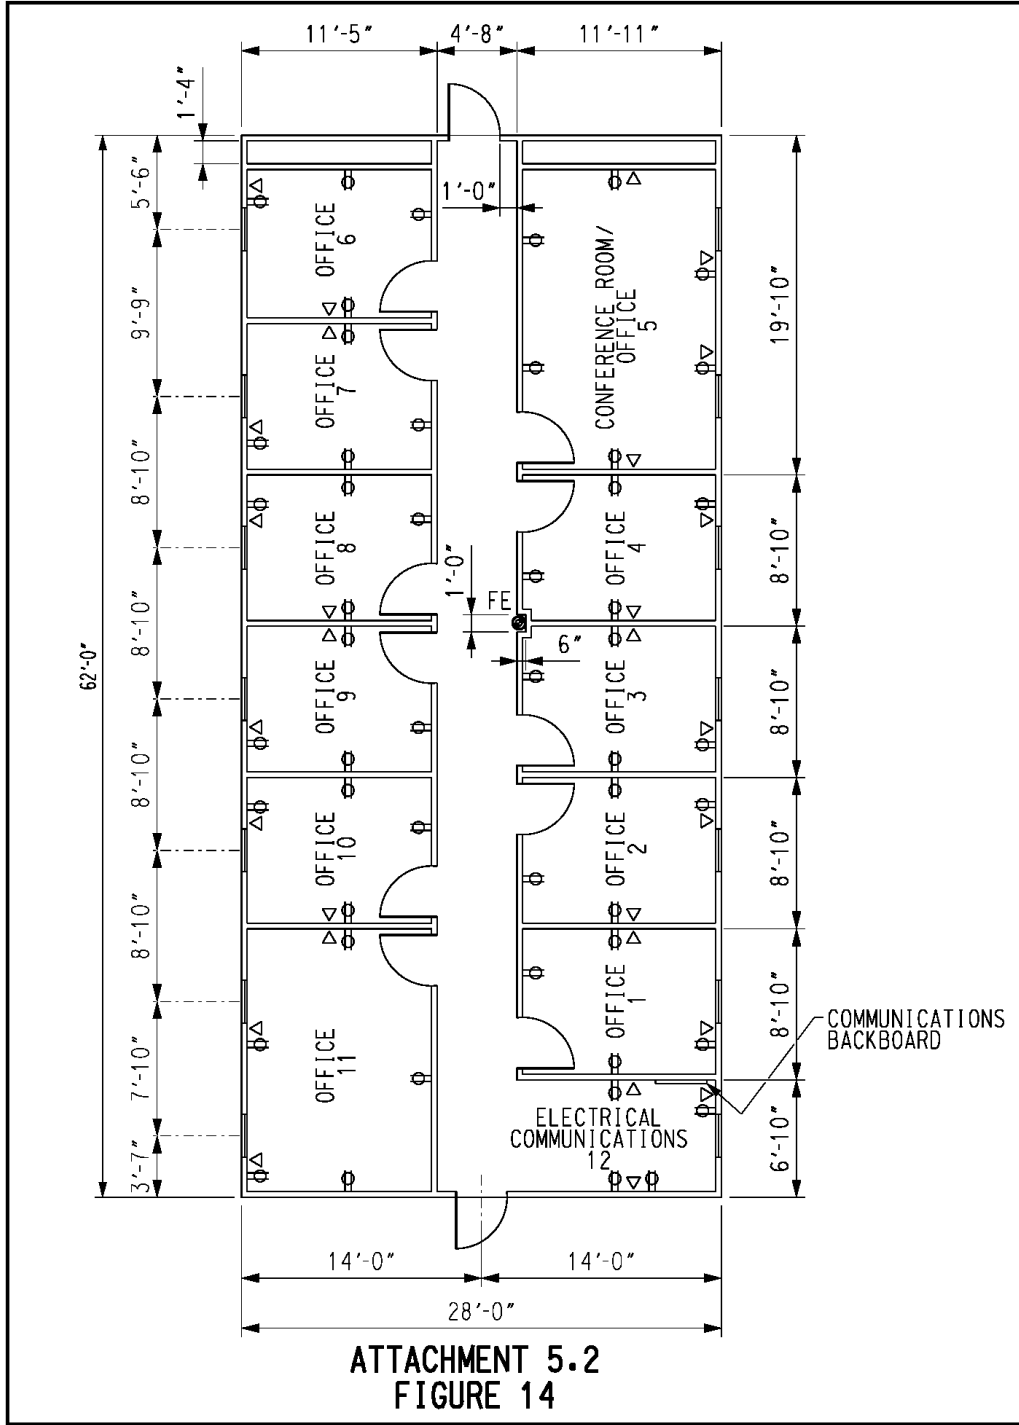 11'-5"
4'-8"
11'-11"
1'-4"
5'-6"
9'-9"
8'-10"
8'-10"
8'-10"
8'-10"
7'-10"
3'-7"
62'-0"
OFFICE
6
OFFICE
7
OFFICE
8
OFFICE
9
OFFICE
10
OFFICE
11
1'-0"
1'-0"
FE
6"
CONFERENCE ROOM/
OFFICE
5
OFFICE
4
OFFICE
3
OFFICE
2
OFFICE
1
ELECTRICAL
COMMUNICATIONS
12
19'-10"
8'-10"
8'-10"
8'-10"
8'-10"
6'-10"
COMMUNICATIONS
BACKBOARD
14'-0"
14'-0"
28'-0"
ATTACHMENT 5.2
FIGURE 14